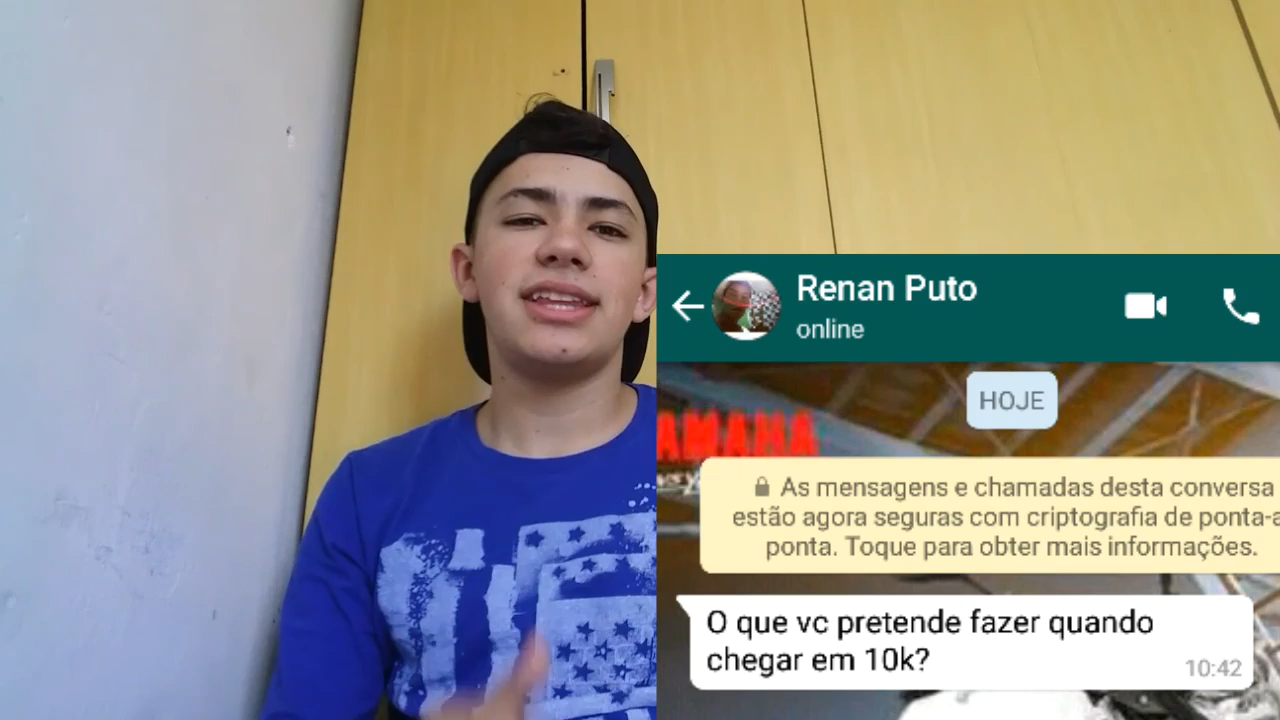 Renan Puto
online
HOJE
AMAHA
As mensagens e chamadas desta conversa
estão agora seguras com criptografia de ponta-a
ponta. Toque para obter mais informações.
O que vc pretende fazer quando
chegar em 10k?
10:42